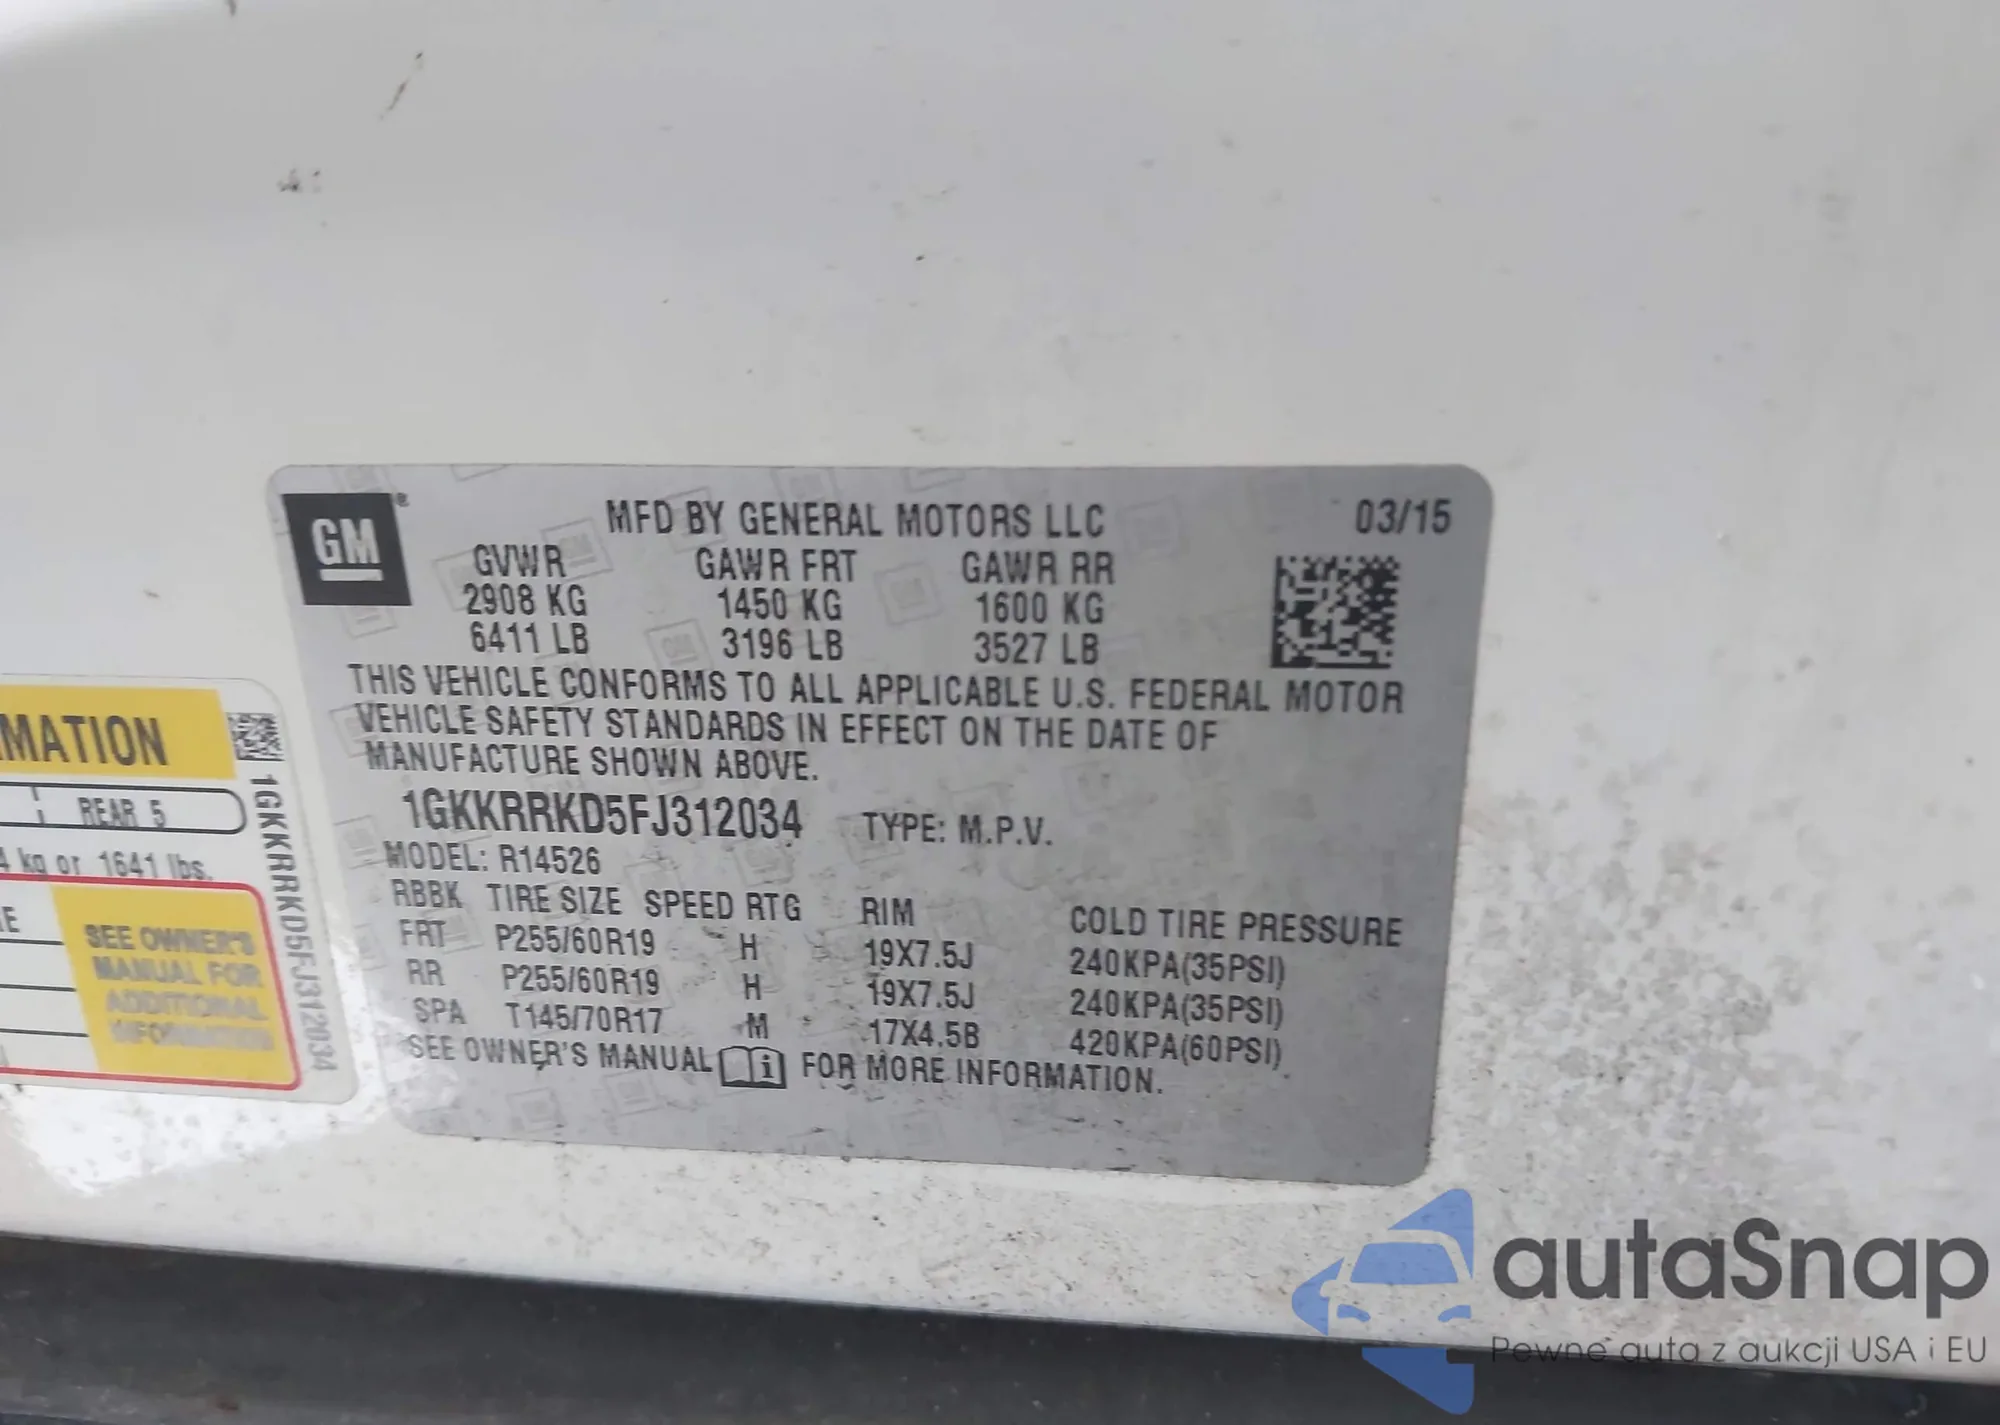 GM ®
MFD BY GENERAL MOTORS LLC 03/15
GVWR GAWR FRT GAWR RR
2908 KG 1450 KG 1600 KG
6411 LB 3196 LB 3527 LB
THIS VEHICLE CONFORMS TO ALL APPLICABLE U.S. FEDERAL MOTOR
VEHICLE SAFETY STANDARDS IN EFFECT ON THE DATE OF
MANUFACTURE SHOWN ABOVE.
1GKKRRKD5FJ312034 TYPE: M.P.V.
MODEL: R14526
RBBK TIRE SIZE SPEED RTG RIM COLD TIRE PRESSURE
FRT P255/60R19 H 19X7.5J 240KPA(35PSI)
RR P255/60R19 H 19X7.5J 240KPA(35PSI)
SPA T145/70R17 M 17X4.5B 420KPA(60PSI)
SEE OWNER'S MANUAL i FOR MORE INFORMATION.
MATION
REAR 5
4 kg or 1641 lbs.
E
SEE OWNER'S
MANUAL FOR
ADDITIONAL
INFORMATION
1GKKRRKD5FJ312034
autaSnap
Pewne auta z aukcji USA i EU